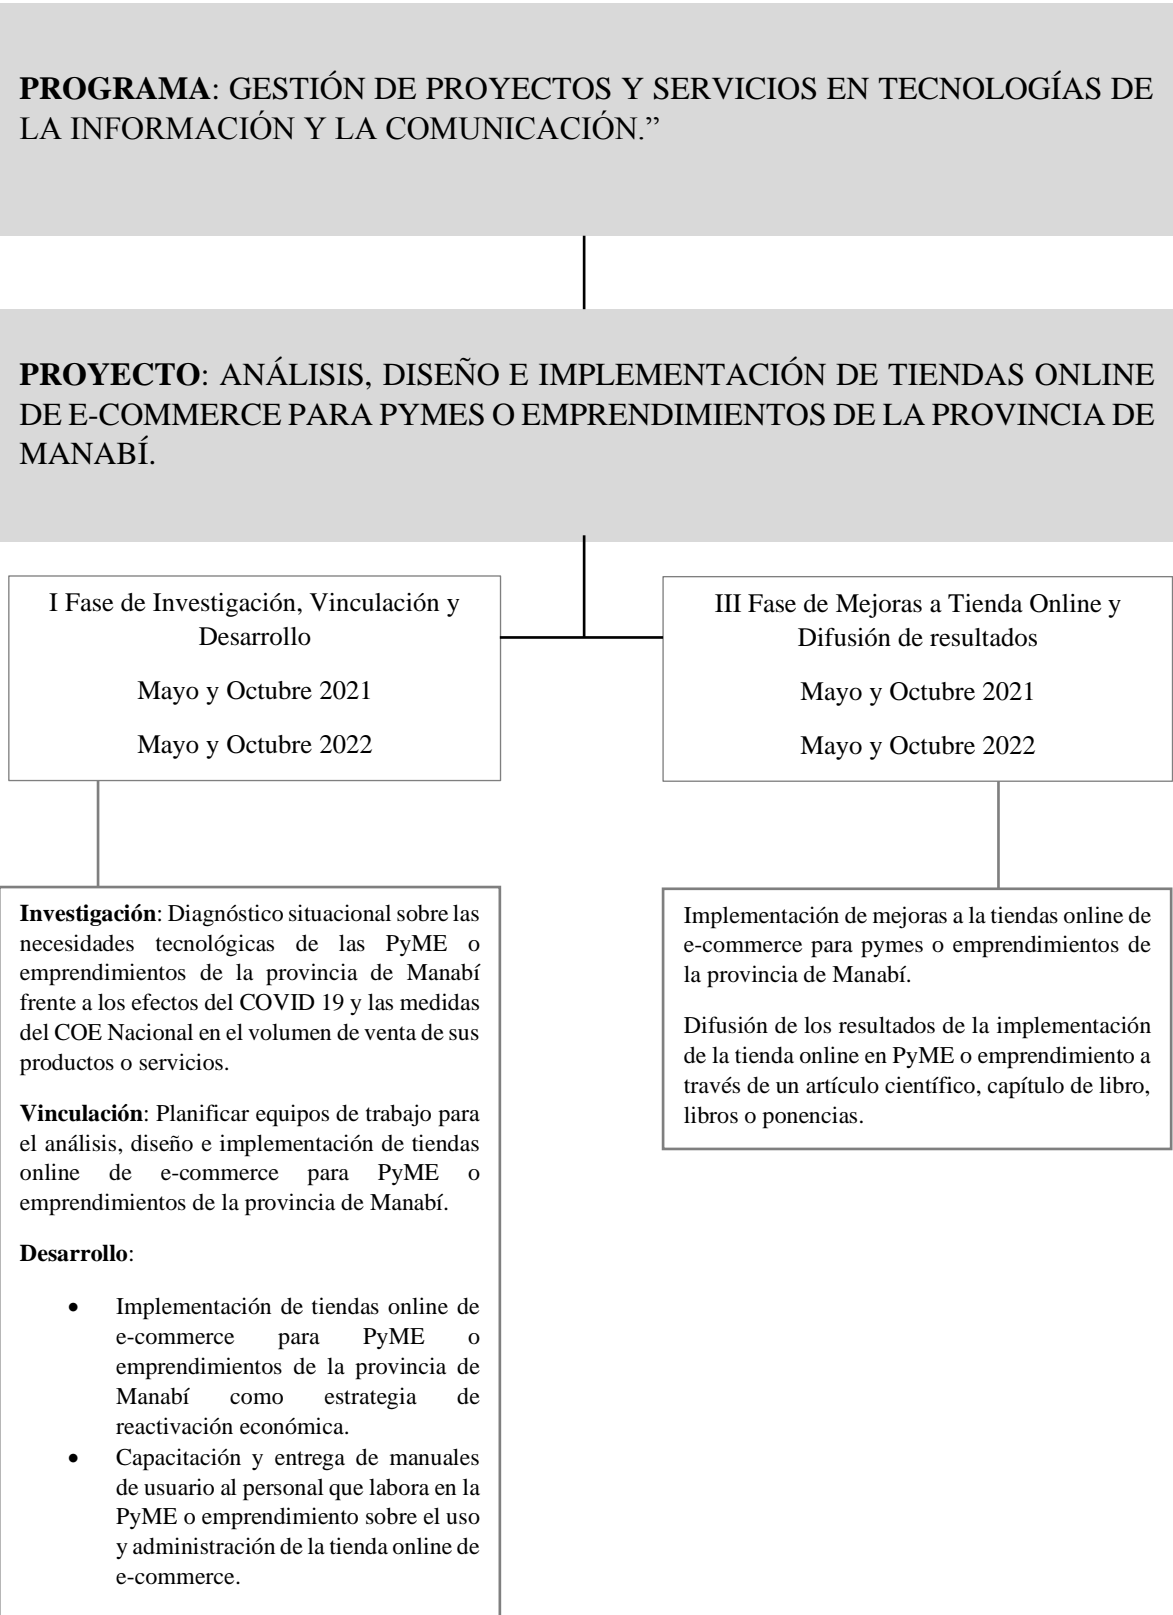 PROGRAMA: GESTIÓN DE PROYECTOS Y SERVICIOS EN TECNOLOGÍAS DE
LA INFORMACIÓN Y LA COMUNICACIÓN.”
PROYECTO: ANÁLISIS, DISEÑO E IMPLEMENTACIÓN DE TIENDAS ONLINE
DE E-COMMERCE PARA PYMES O EMPRENDIMIENTOS DE LA PROVINCIA DE
MANABÍ.
I Fase de Investigación, Vinculación y
Desarrollo
Mayo y Octubre 2021
Mayo y Octubre 2022
III Fase de Mejoras a Tienda Online y
Difusión de resultados
Mayo y Octubre 2021
Mayo y Octubre 2022
Investigación: Diagnóstico situacional sobre las
necesidades tecnológicas de las PyME o
emprendimientos de la provincia de Manabí
frente a los efectos del COVID 19 y las medidas
del COE Nacional en el volumen de venta de sus
productos o servicios.
Vinculación: Planificar equipos de trabajo para
el análisis, diseño e implementación de tiendas
online de e-commerce para PyME o
emprendimientos de la provincia de Manabí.
Desarrollo:
• Implementación de tiendas online de
e-commerce para PyME o
emprendimientos de la provincia de
Manabí como estrategia de
reactivación económica.
• Capacitación y entrega de manuales
de usuario al personal que labora en la
PyME o emprendimiento sobre el uso
y administración de la tienda online de
e-commerce.
Implementación de mejoras a la tiendas online de
e-commerce para pymes o emprendimientos de
la provincia de Manabí.
Difusión de los resultados de la implementación
de la tienda online en PyME o emprendimiento a
través de un artículo científico, capítulo de libro,
libros o ponencias.